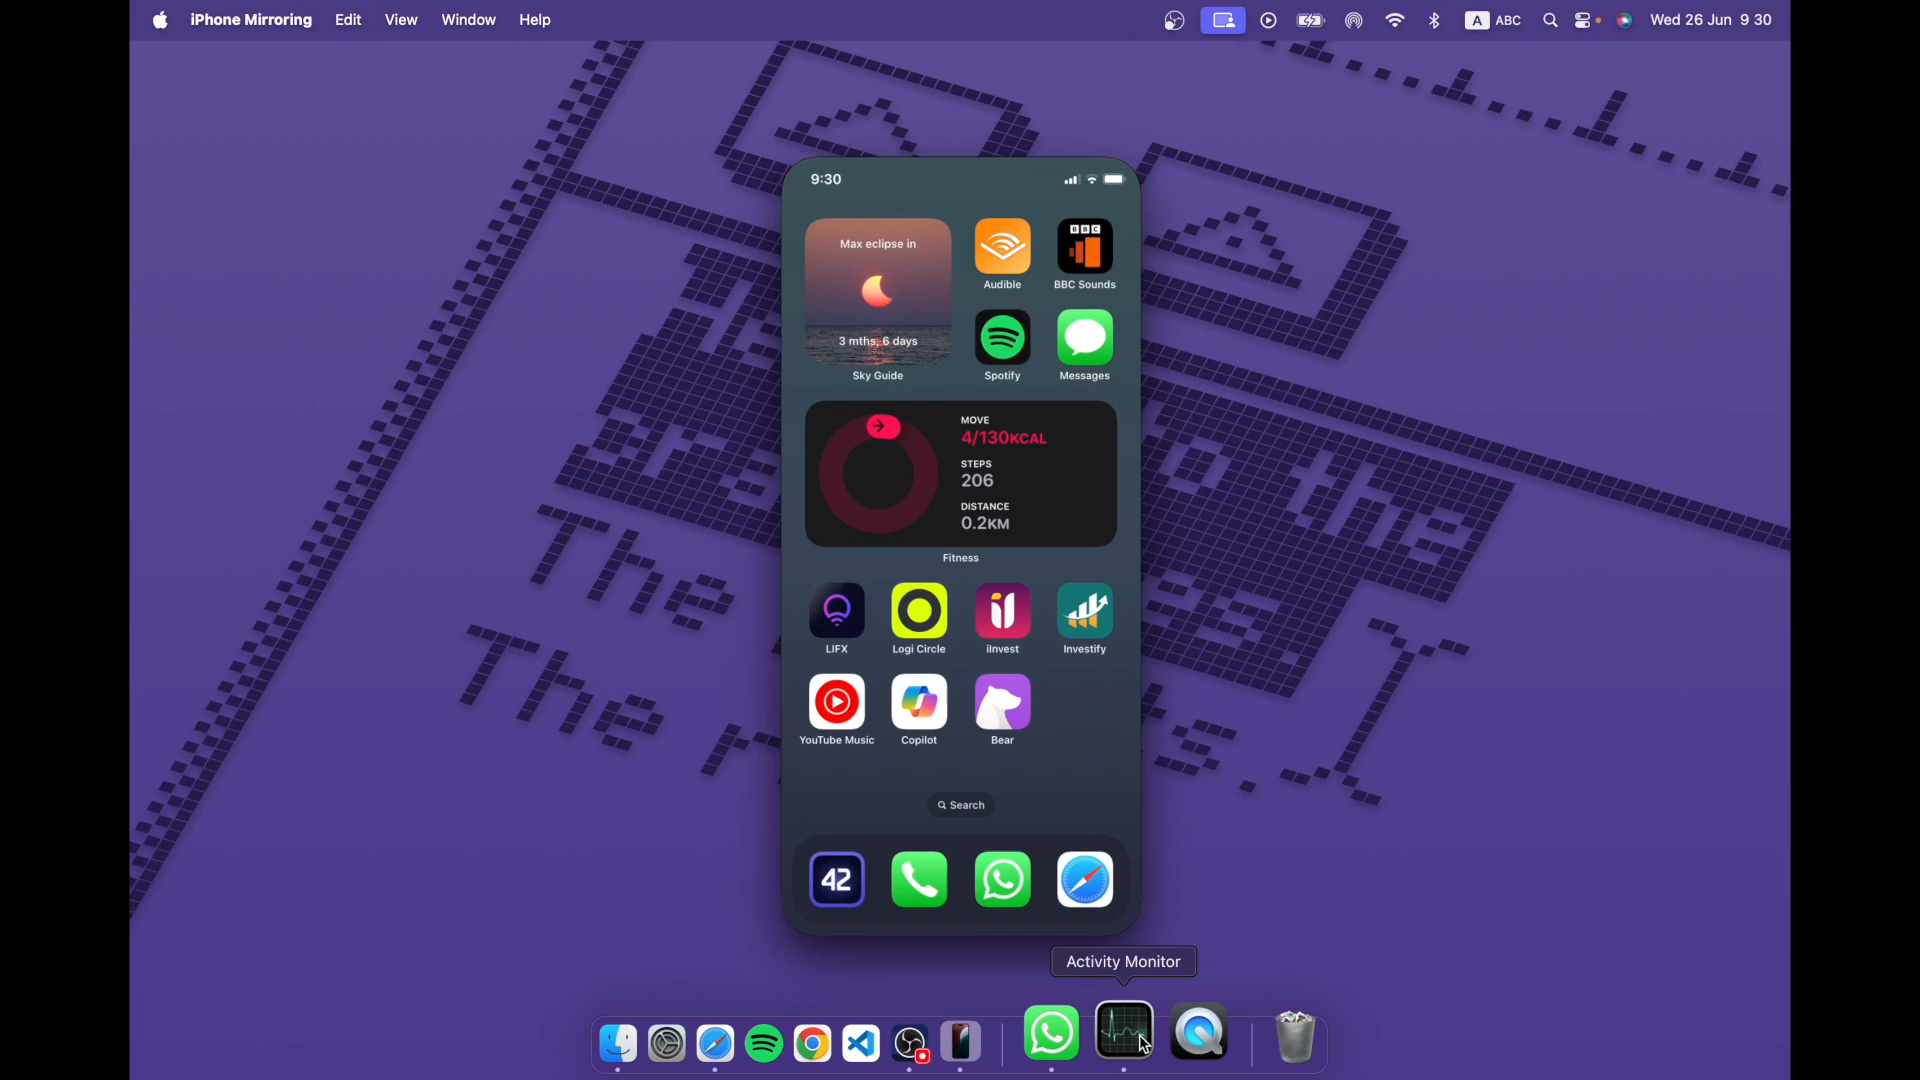 iPhone Mirroring Edit View Window Help
A ABC Wed 26 Jun 9 30
9:30
Max eclipse in
3 mths, 6 days
Sky Guide
Audible
BBC
BBC Sounds
Spotify
Messages
MOVE
4/130KCAL
STEPS
206
DISTANCE
0.2KM
Fitness
LIFX
Logi Circle
iInvest
Investify
YouTube Music
Copilot
Bear
Search
42
Activity Monitor
The
The